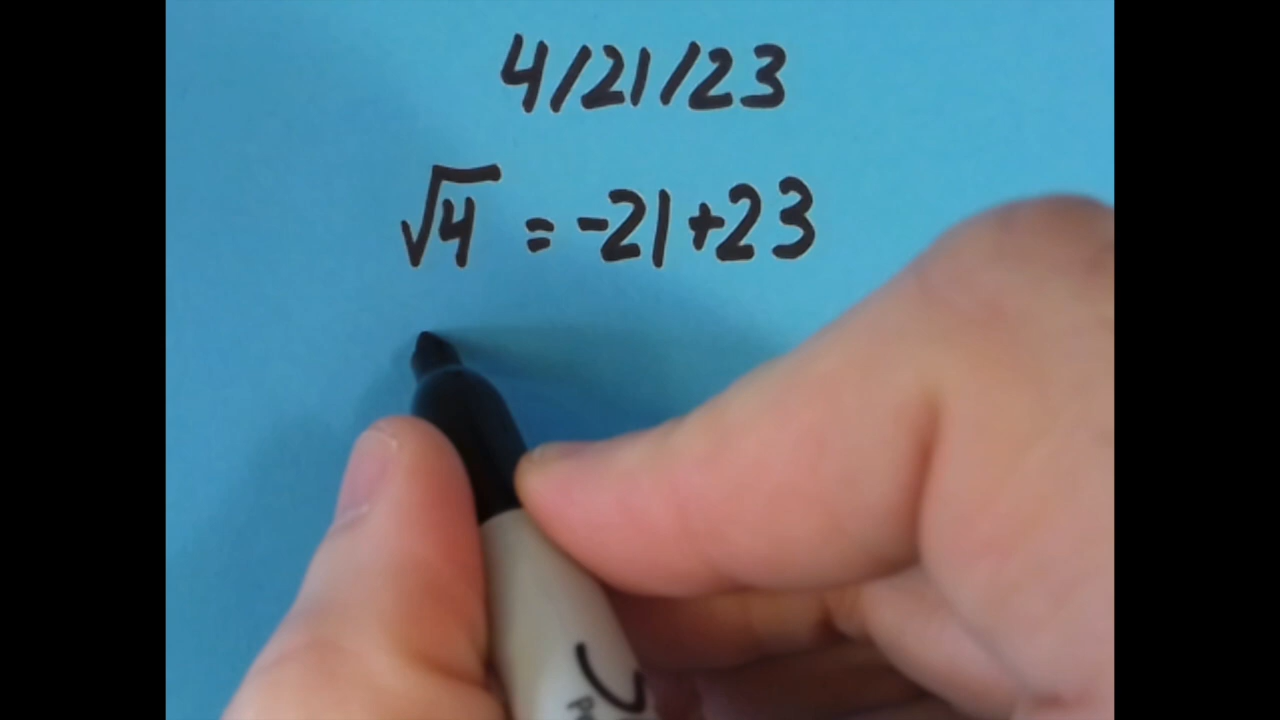 4/21/23
√4 = -21+23